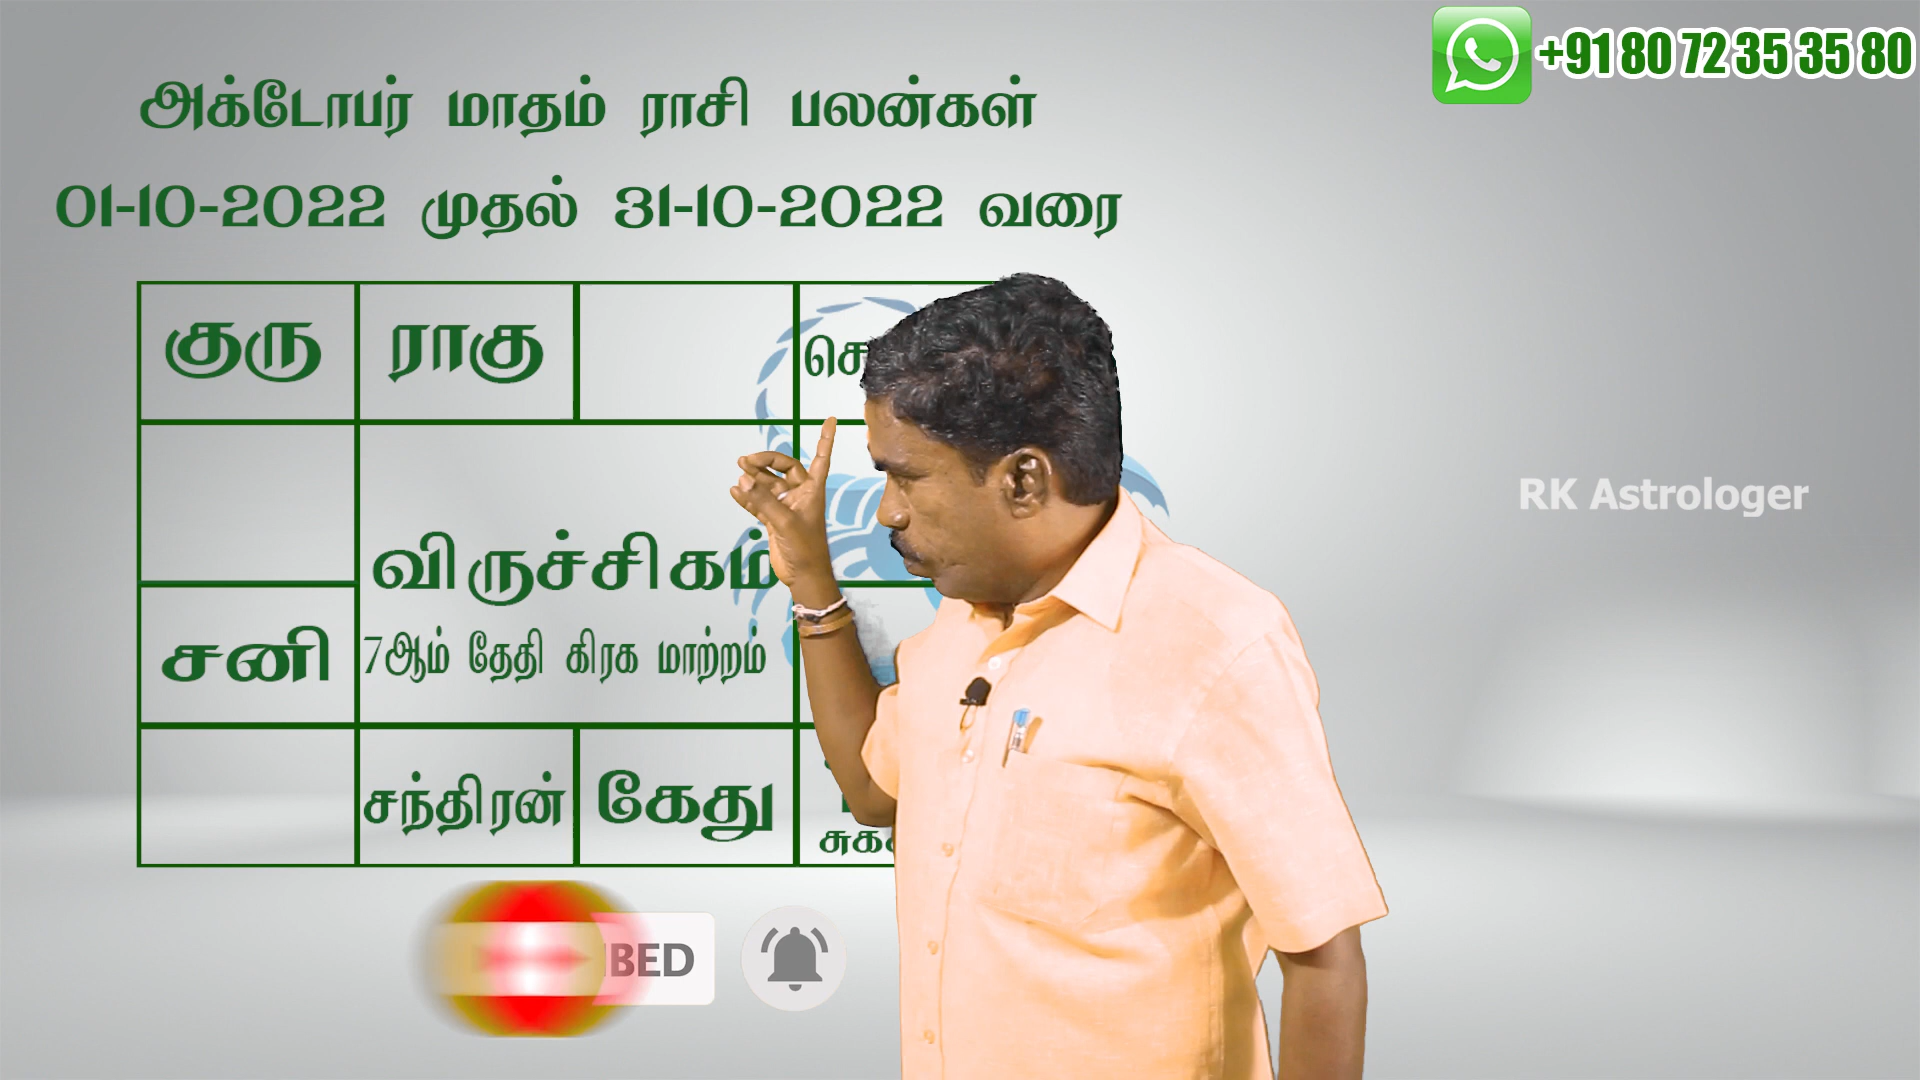 +91 80 72 35 35 80
அக்டோபர் மாதம் ராசி பலன்கள்
01-10-2022 முதல் 31-10-2022 வரை
குரு ராகு
RK Astrologer
விருச்சிகம்
சனி 7ஆம் தேதி கிரக மாற்றம்
சந்திரன் கேது